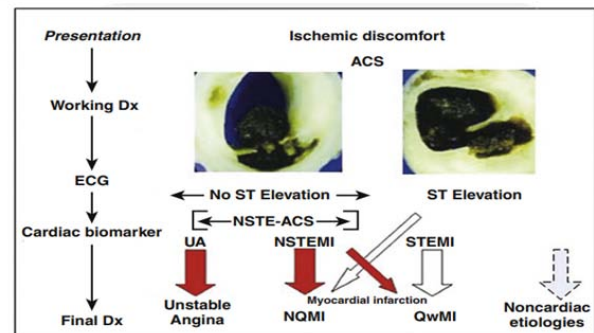 Presentation
Ischemic discomfort
ACS
Working Dx
ECG
No ST Elevation
ST Elevation
NSTE-ACS
Cardiac biomarker
UA
NSTEMI
STEMI
Myocardial infarction
Final Dx
Unstable
Angina
NQMI
QwMI
Noncardiac
etiologies